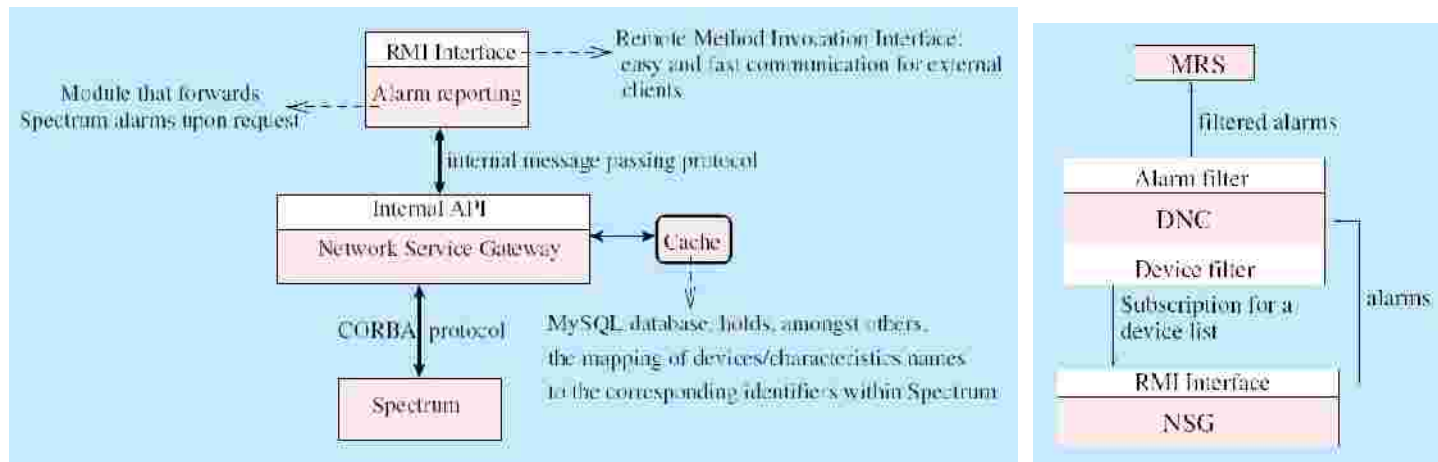 RMI Interface
Alarm reporting
Remote Method Invocation Interface:
easy and fast communication for external
clients
Module that forwards
Spectrum alarms upon request
internal message passing protocol
Internal API
Network Service Gateway
Cache
CORBA protocol
MySQL database, holds, amongst others,
the mapping of devices/characteristics names
to the corresponding identifiers within Spectrum
Spectrum
MRS
filtered alarms
Alarm filter
DNC
Device filter
Subscription for a
device list
alarms
RMI Interface
NSG